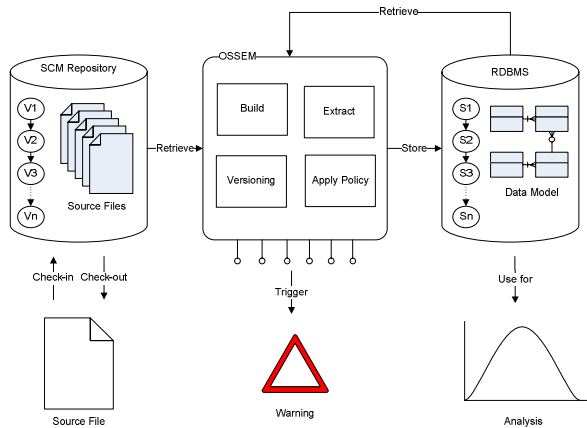 Retrieve
SCM Repository
OSSEM
RDBMS
V1
V2
V3
Vn
Source Files
Retrieve
Build
Extract
Versioning
Apply Policy
Store
S1
S2
S3
Sn
Data Model
Check-in
Check-out
Trigger
Use for
Source File
Warning
Analysis